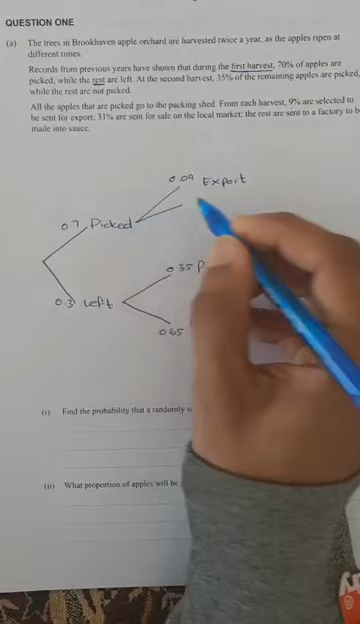 QUESTION ONE
(a) The trees in Brookhaven apple orchard are harvested twice a year, as the apples ripen at
different times.
Records from previous years have shown that during the first harvest, 70% of apples are
picked, while the rest are left. At the second harvest, 35% of the remaining apples are picked,
while the rest are not picked.
All the apples that are picked go to the packing shed. From each harvest, 9% are selected to
be sent for export; 31% are sent for sale on the local market; the rest are sent to a factory to be
made into sauce.
0.09 Export
0.7 Picked
0.35 P
0.3 Left
0.65
(i) Find the probability that a randomly
(ii) What proportion of apples will be